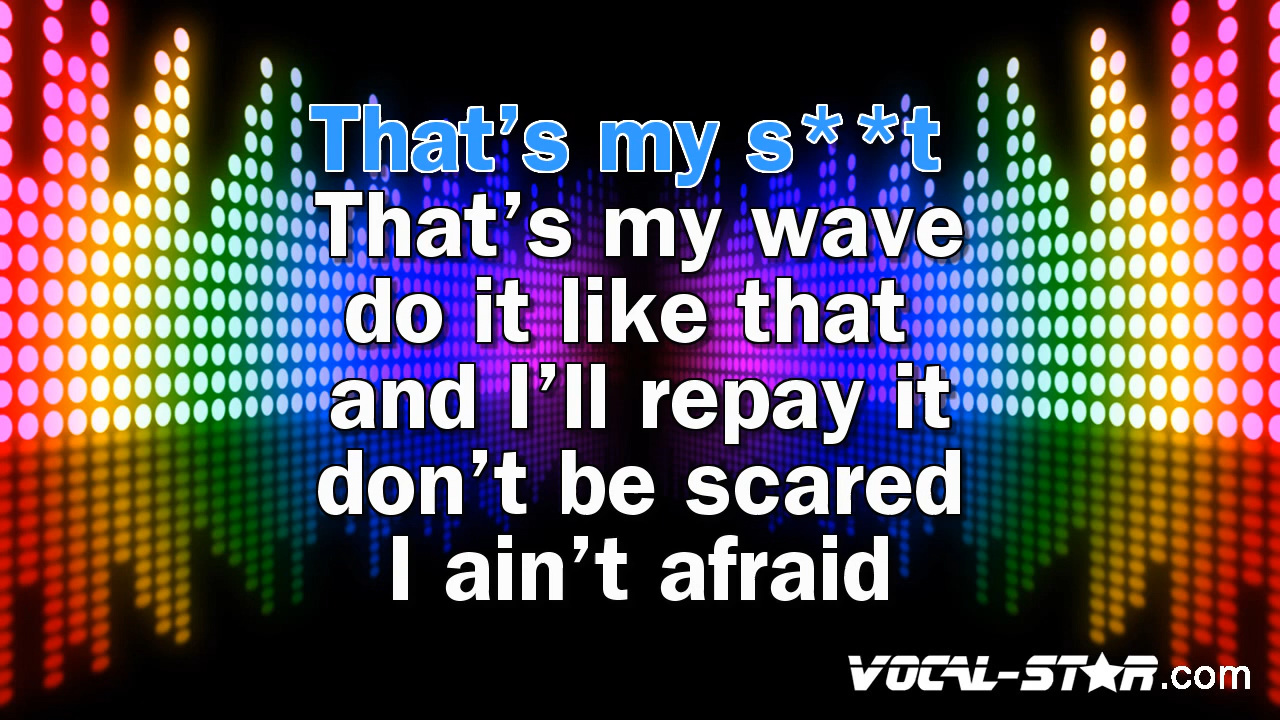 That’s my s**t
That’s my wave
do it like that
and I’ll repay it
don’t be scared
I ain’t afraid
VOCAL-STAR.com